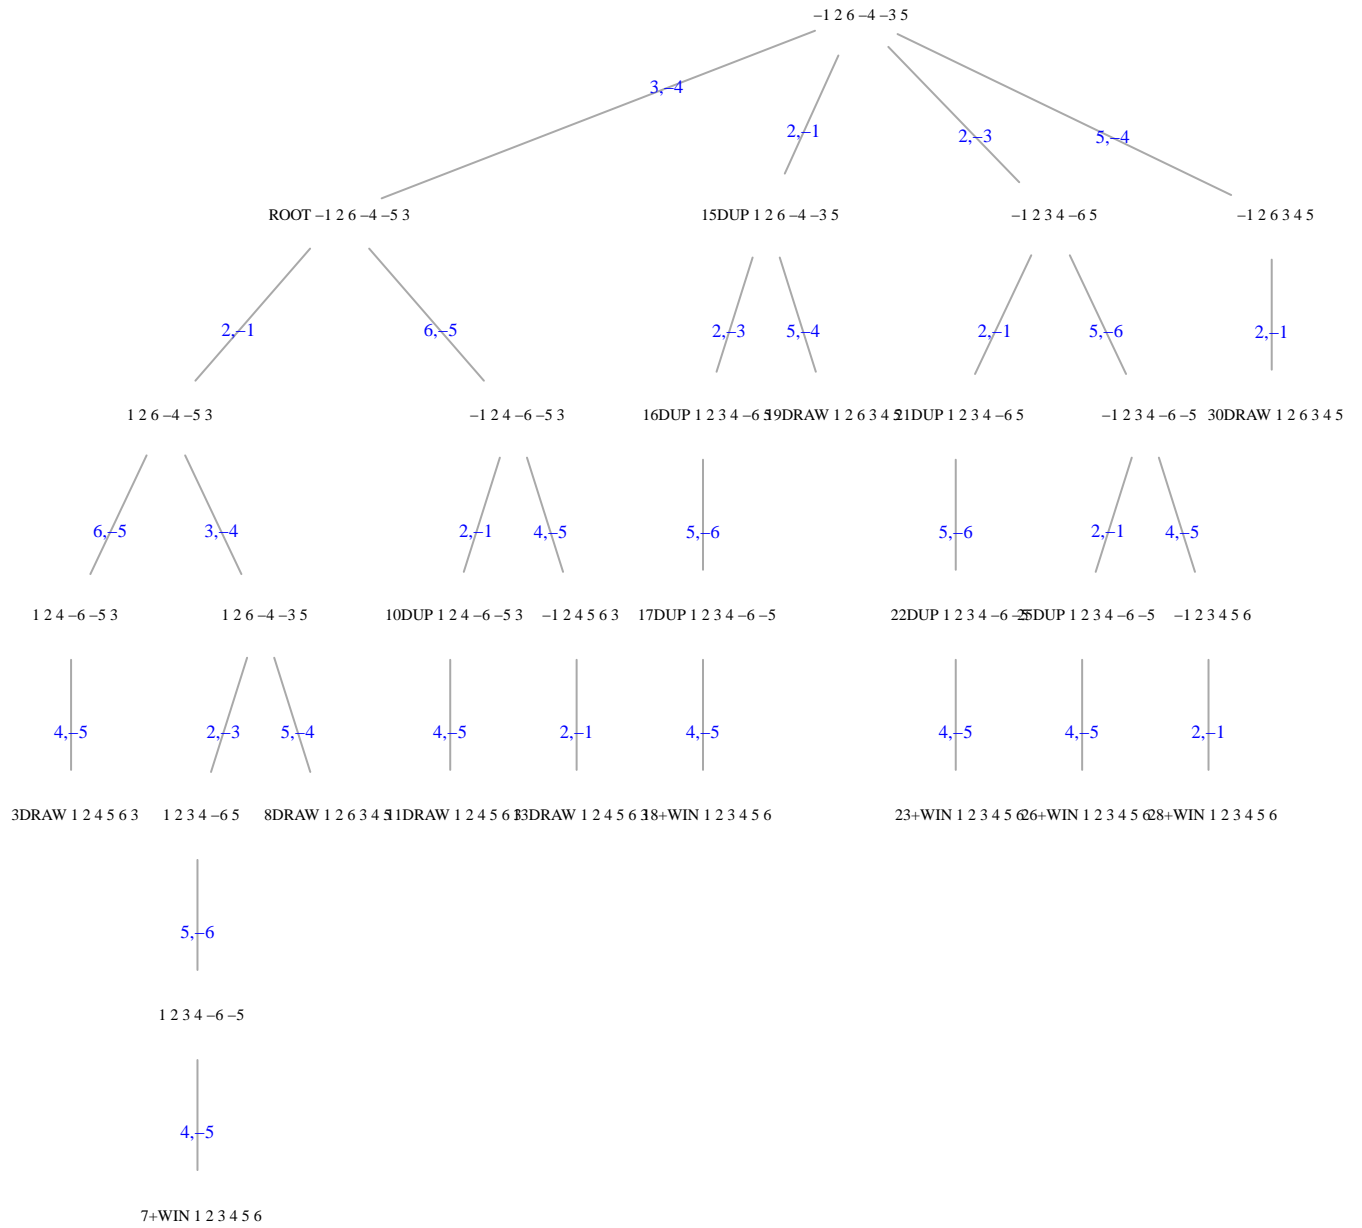 −1 2 6 −4 −3 5
3,−4
2,−1
2,−3
5,−4
ROOT −1 2 6 −4 −5 3
15DUP 1 2 6 −4 −3 5
−1 2 3 4 −6 5
−1 2 6 3 4 5
2,−1
6,−5
2,−3
5,−4
2,−1
5,−6
2,−1
1 2 6 −4 −5 3
−1 2 4 −6 −5 3
16DUP 1 2 3 4 −6 5
19DRAW 1 2 6 3 4 5
21DUP 1 2 3 4 −6 5
−1 2 3 4 −6 −5
30DRAW 1 2 6 3 4 5
6,−5
3,−4
2,−1
4,−5
5,−6
5,−6
2,−1
4,−5
1 2 4 −6 −5 3
1 2 6 −4 −3 5
10DUP 1 2 4 −6 −5 3
−1 2 4 5 6 3
17DUP 1 2 3 4 −6 −5
22DUP 1 2 3 4 −6 −5
25DUP 1 2 3 4 −6 −5
−1 2 3 4 5 6
4,−5
2,−3
5,−4
4,−5
2,−1
4,−5
4,−5
4,−5
2,−1
3DRAW 1 2 4 5 6 3
1 2 3 4 −6 5
8DRAW 1 2 6 3 4 5
11DRAW 1 2 4 5 6 3
13DRAW 1 2 4 5 6 3
18+WIN 1 2 3 4 5 6
23+WIN 1 2 3 4 5 6
26+WIN 1 2 3 4 5 6
28+WIN 1 2 3 4 5 6
5,−6
1 2 3 4 −6 −5
4,−5
7+WIN 1 2 3 4 5 6